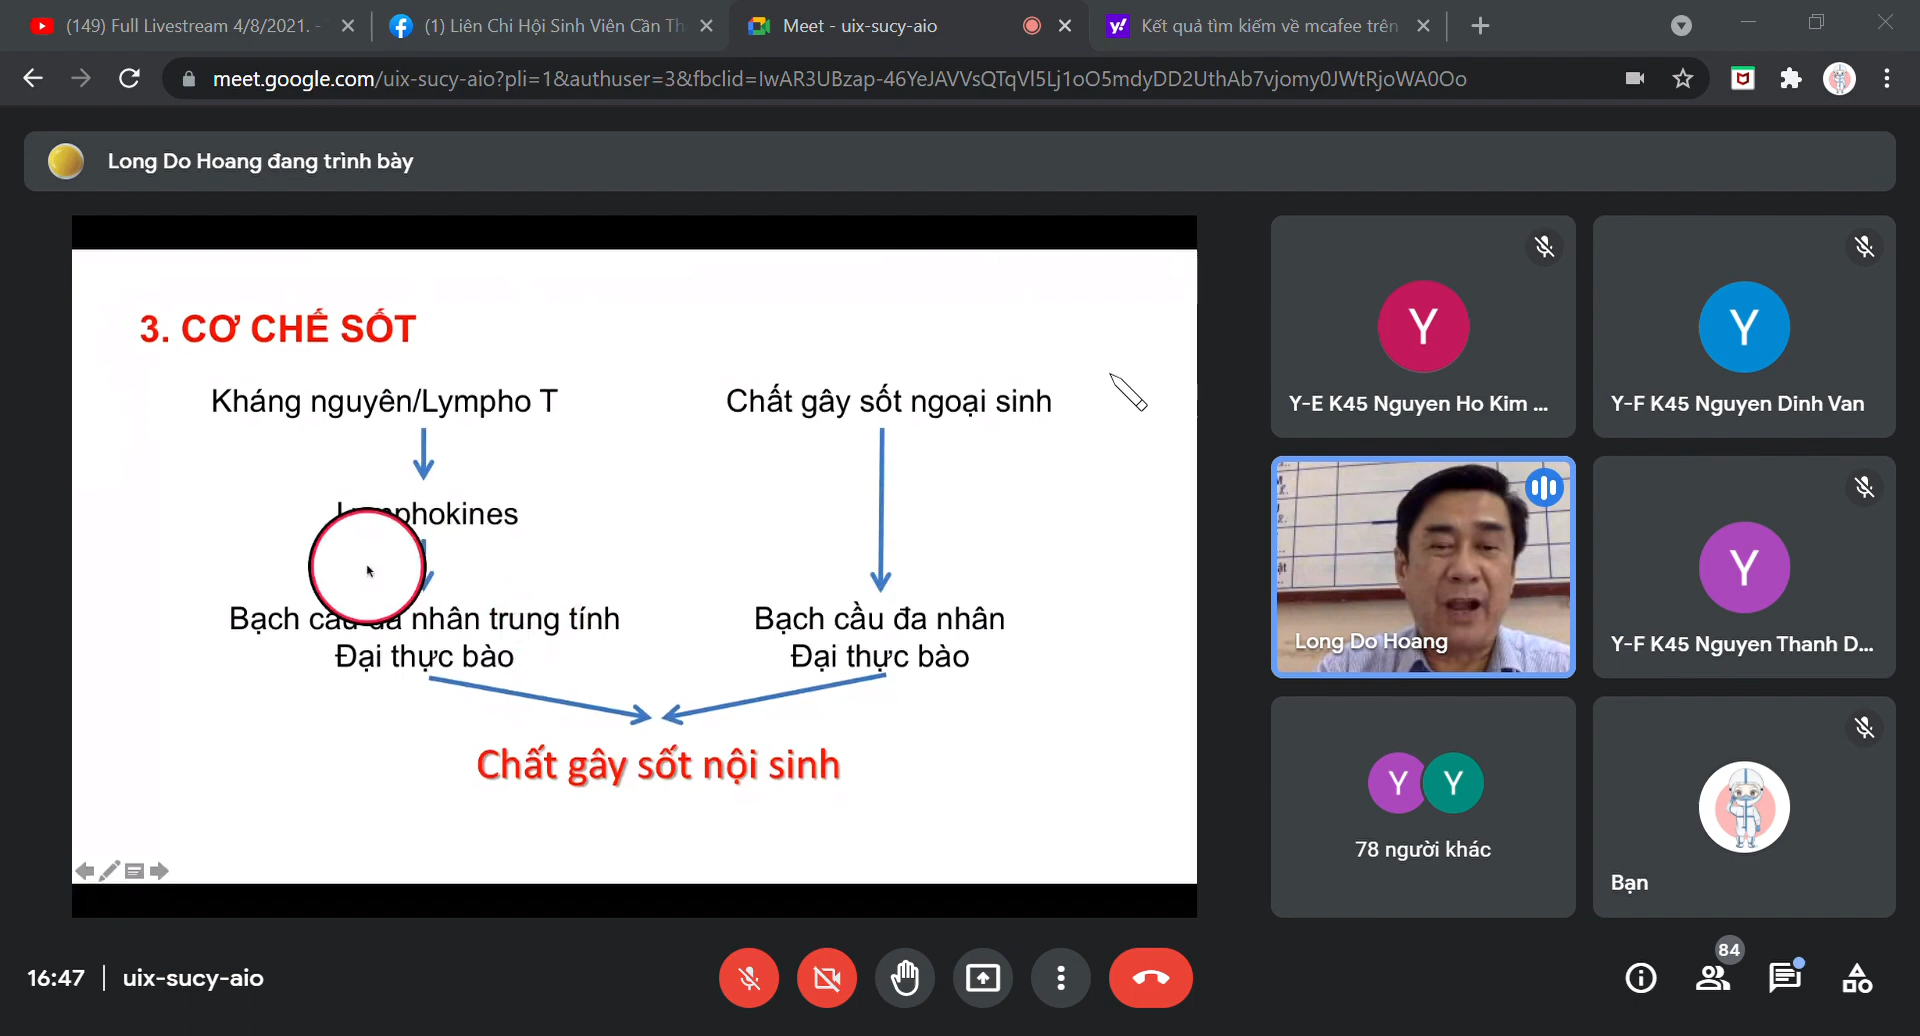 (149) Full Livestream 4/8/2021. -
(1) Liên Chi Hội Sinh Viên Cần Th
Meet - uix-sucy-aio
Kết quả tìm kiếm về mcafee trên
meet.google.com/uix-sucy-aio?pli=1&authuser=3&fbclid=IwAR3UBzap-46YeJAVVsQTqVl5Lj1oO5mdyDD2UthAb7vjomy0JWtRjoWA0Oo
Long Do Hoang đang trình bày
3. CƠ CHẾ SỐT
Kháng nguyên/Lympho T
Chất gây sốt ngoại sinh
Lymphokines
Bạch cầu đa nhân trung tính
Đại thực bào
Bạch cầu đa nhân
Đại thực bào
Chất gây sốt nội sinh
Y
Y-E K45 Nguyen Ho Kim ...
Y
Y-F K45 Nguyen Dinh Van
Long Do Hoang
Y
Y-F K45 Nguyen Thanh D...
Y Y
78 người khác
Bạn
16:47 | uix-sucy-aio
84